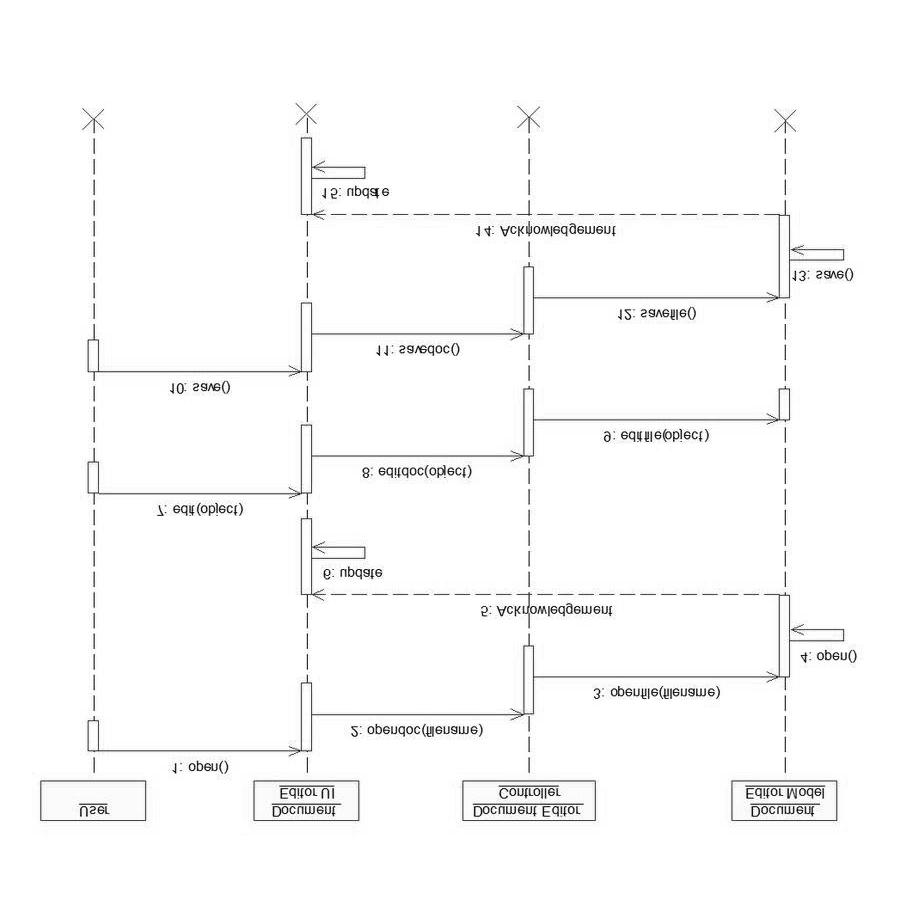 User
Document
Editor UI
Document Editor
Controller
Document
Editor Model
1: open()
2: opendoc(filename)
3: openfile(filename)
4: open()
5: Acknowledgement
6: update
7: edit(object)
8: editdoc(object)
9: editfile(object)
10: save()
11: savedoc()
12: savefile()
13: save()
14: Acknowledgement
15: update